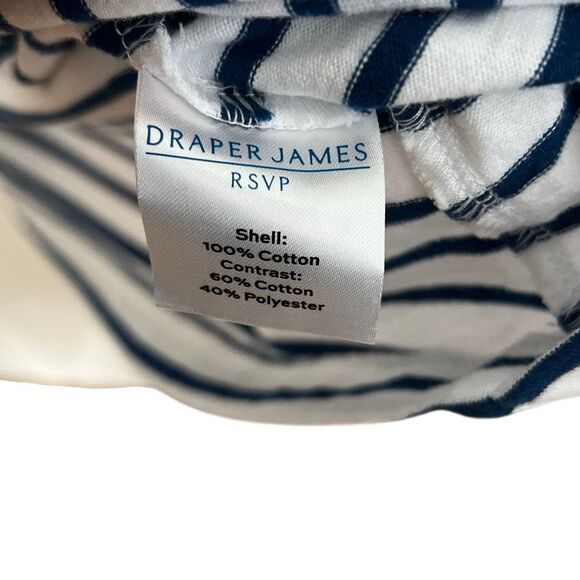 DRAPER JAMES
RSVP
Shell:
100% Cotton
Contrast:
60% Cotton
40% Polyester